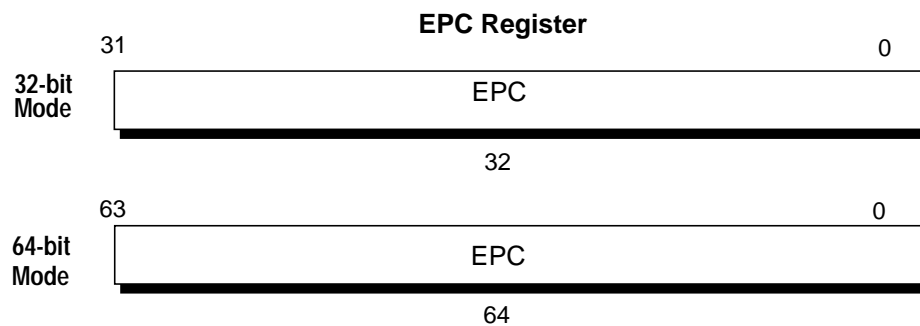 EPC Register
31 0
32-bit
Mode
EPC
32
63 0
64-bit
Mode
EPC
64